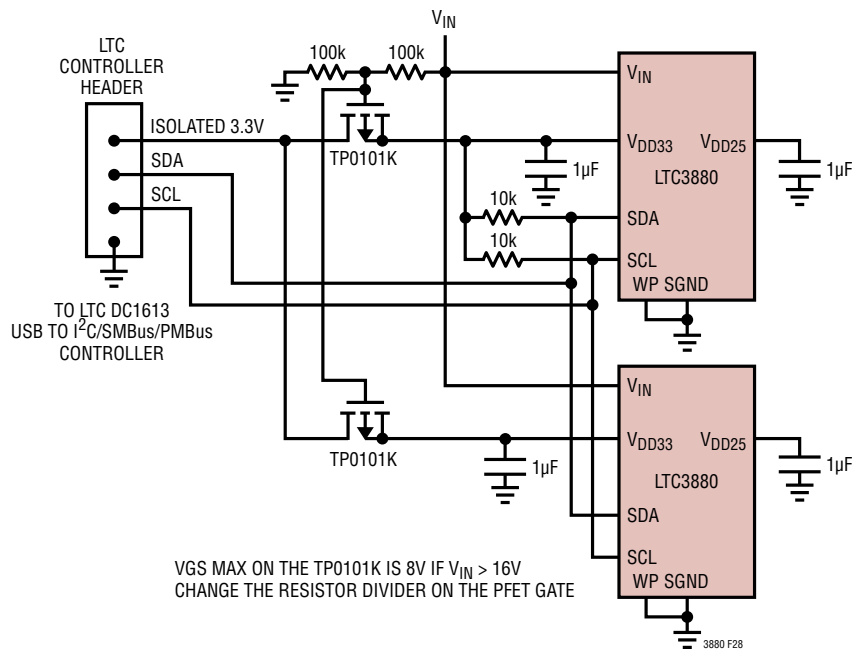 V_IN
LTC
CONTROLLER
HEADER
100k 100k
ISOLATED 3.3V
SDA
SCL
TP0101K
V_IN
V_DD33 V_DD25
LTC3880
1µF
1µF
10k
10k
SDA
SCL
WP SGND
TO LTC DC1613
USB TO I²C/SMBus/PMBus
CONTROLLER
TP0101K
V_IN
V_DD33 V_DD25
LTC3880
1µF
1µF
SDA
SCL
WP SGND
VGS MAX ON THE TP0101K IS 8V IF V_IN > 16V
CHANGE THE RESISTOR DIVIDER ON THE PFET GATE
3880 F28